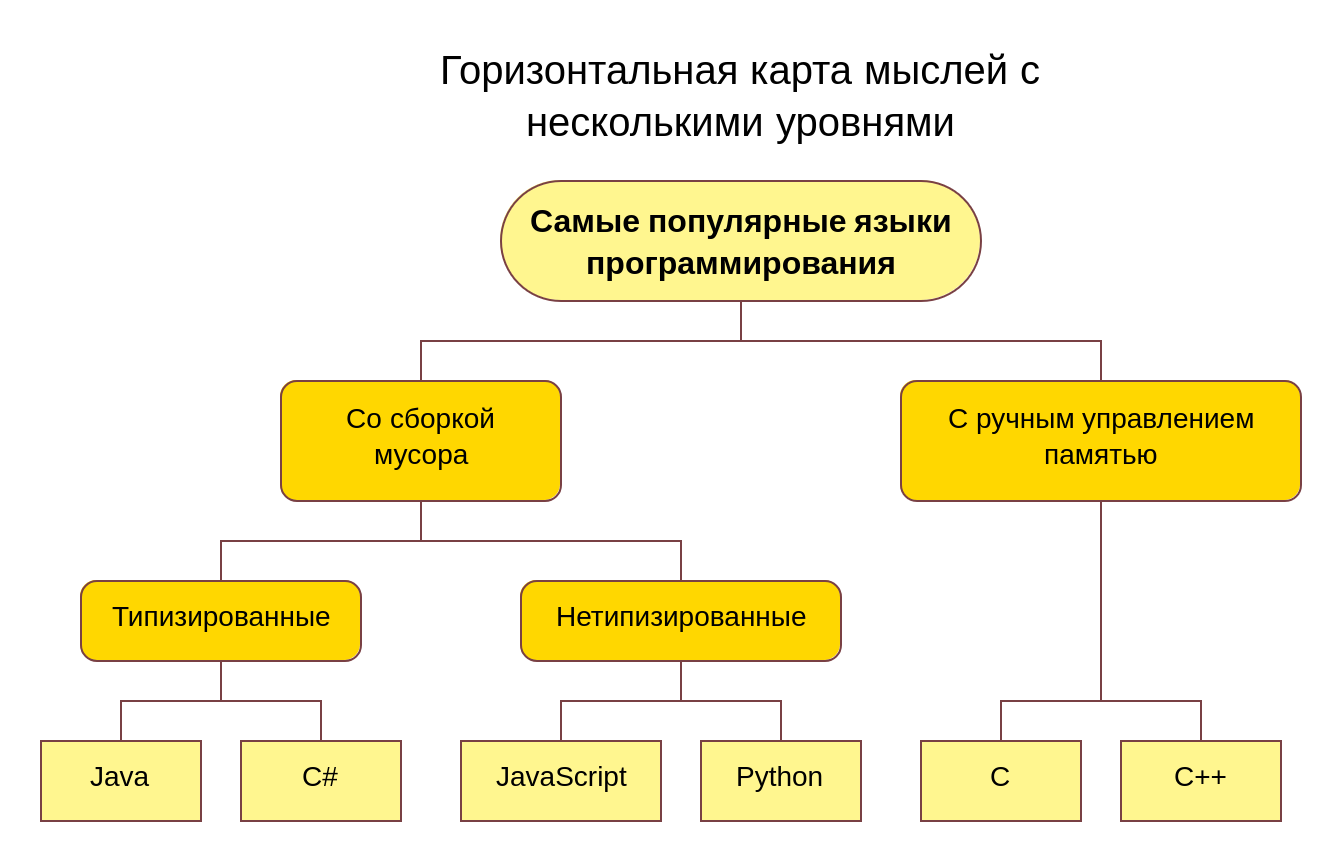 Горизонтальная карта мыслей с
несколькими уровнями
Самые популярные языки
программирования
Со сборкой
мусора
С ручным управлением
памятью
Типизированные
Нетипизированные
Java
C#
JavaScript
Python
C
C++